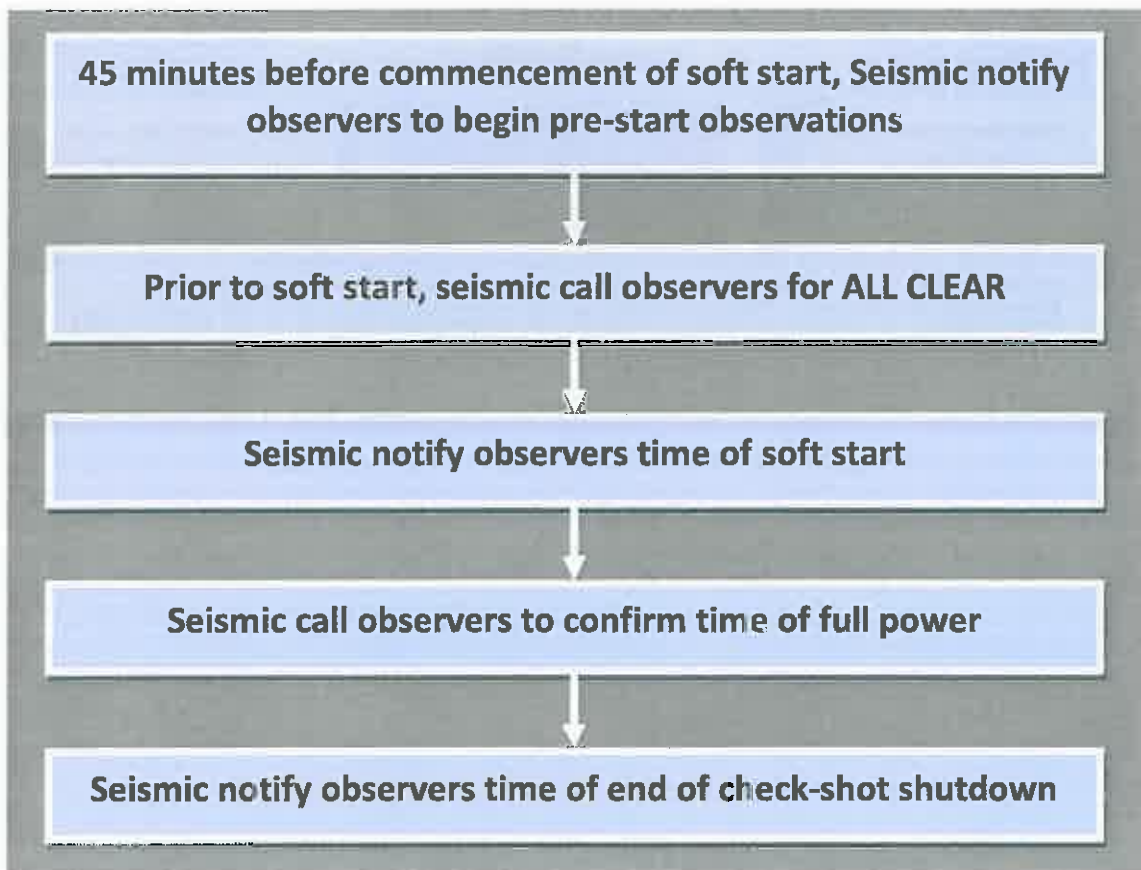 45 minutes before commencement of soft start, Seismic notify
observers to begin pre-start observations
Prior to soft start, seismic call observers for ALL CLEAR
Seismic notify observers time of soft start
Seismic call observers to confirm time of full power
Seismic notify observers time of end of check-shot shutdown